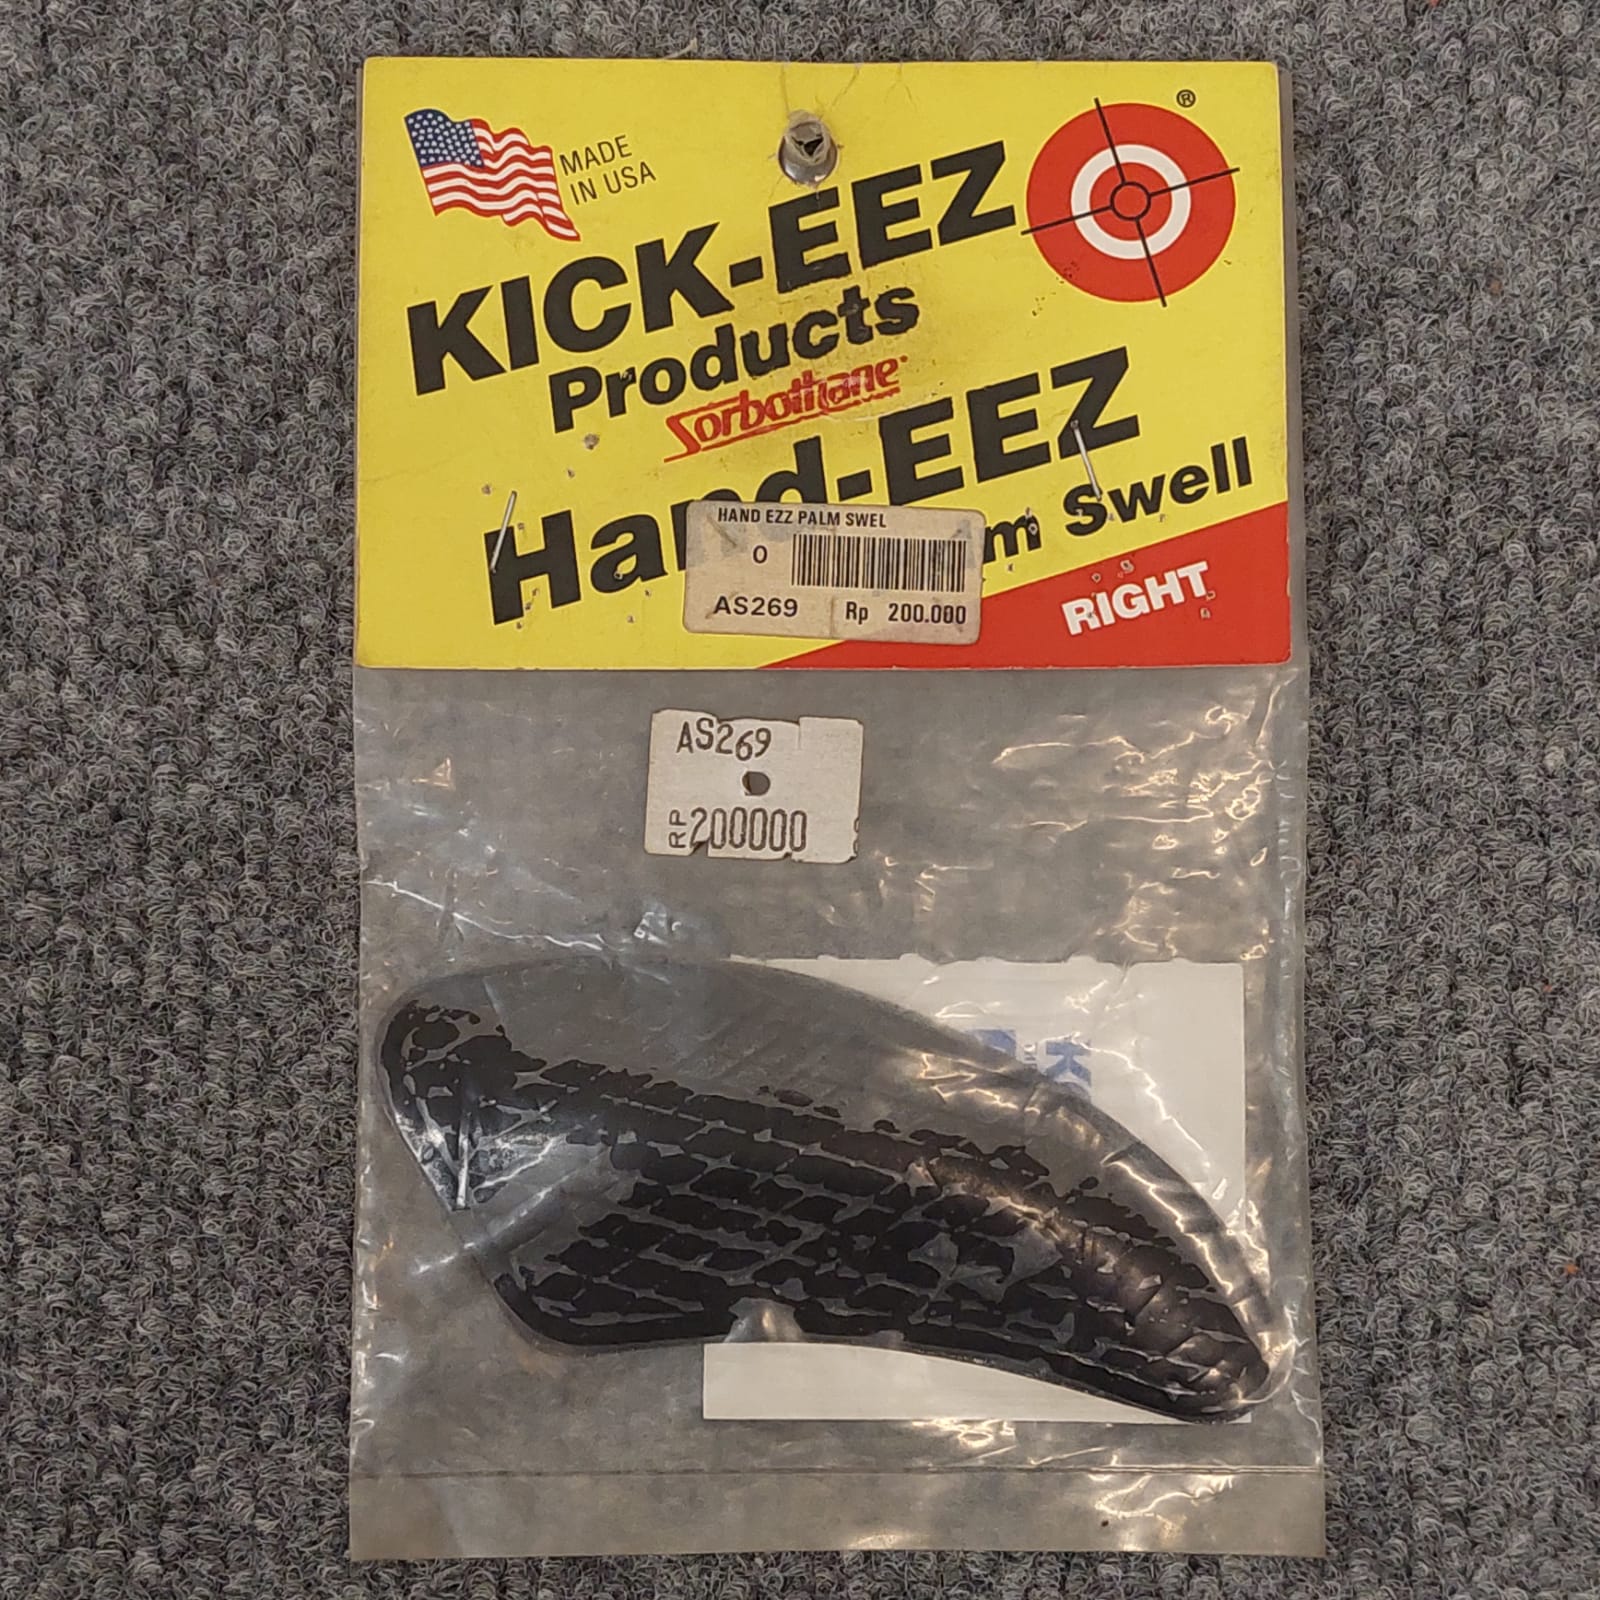 MADE
IN USA
®
KICK-EEZ
Products
Sorbothane
Hand-EEZ
Swell
RIGHT
HAND EZZ PALM SWEL
0
AS269 Rp 200.000
AS269
RP 200000
K